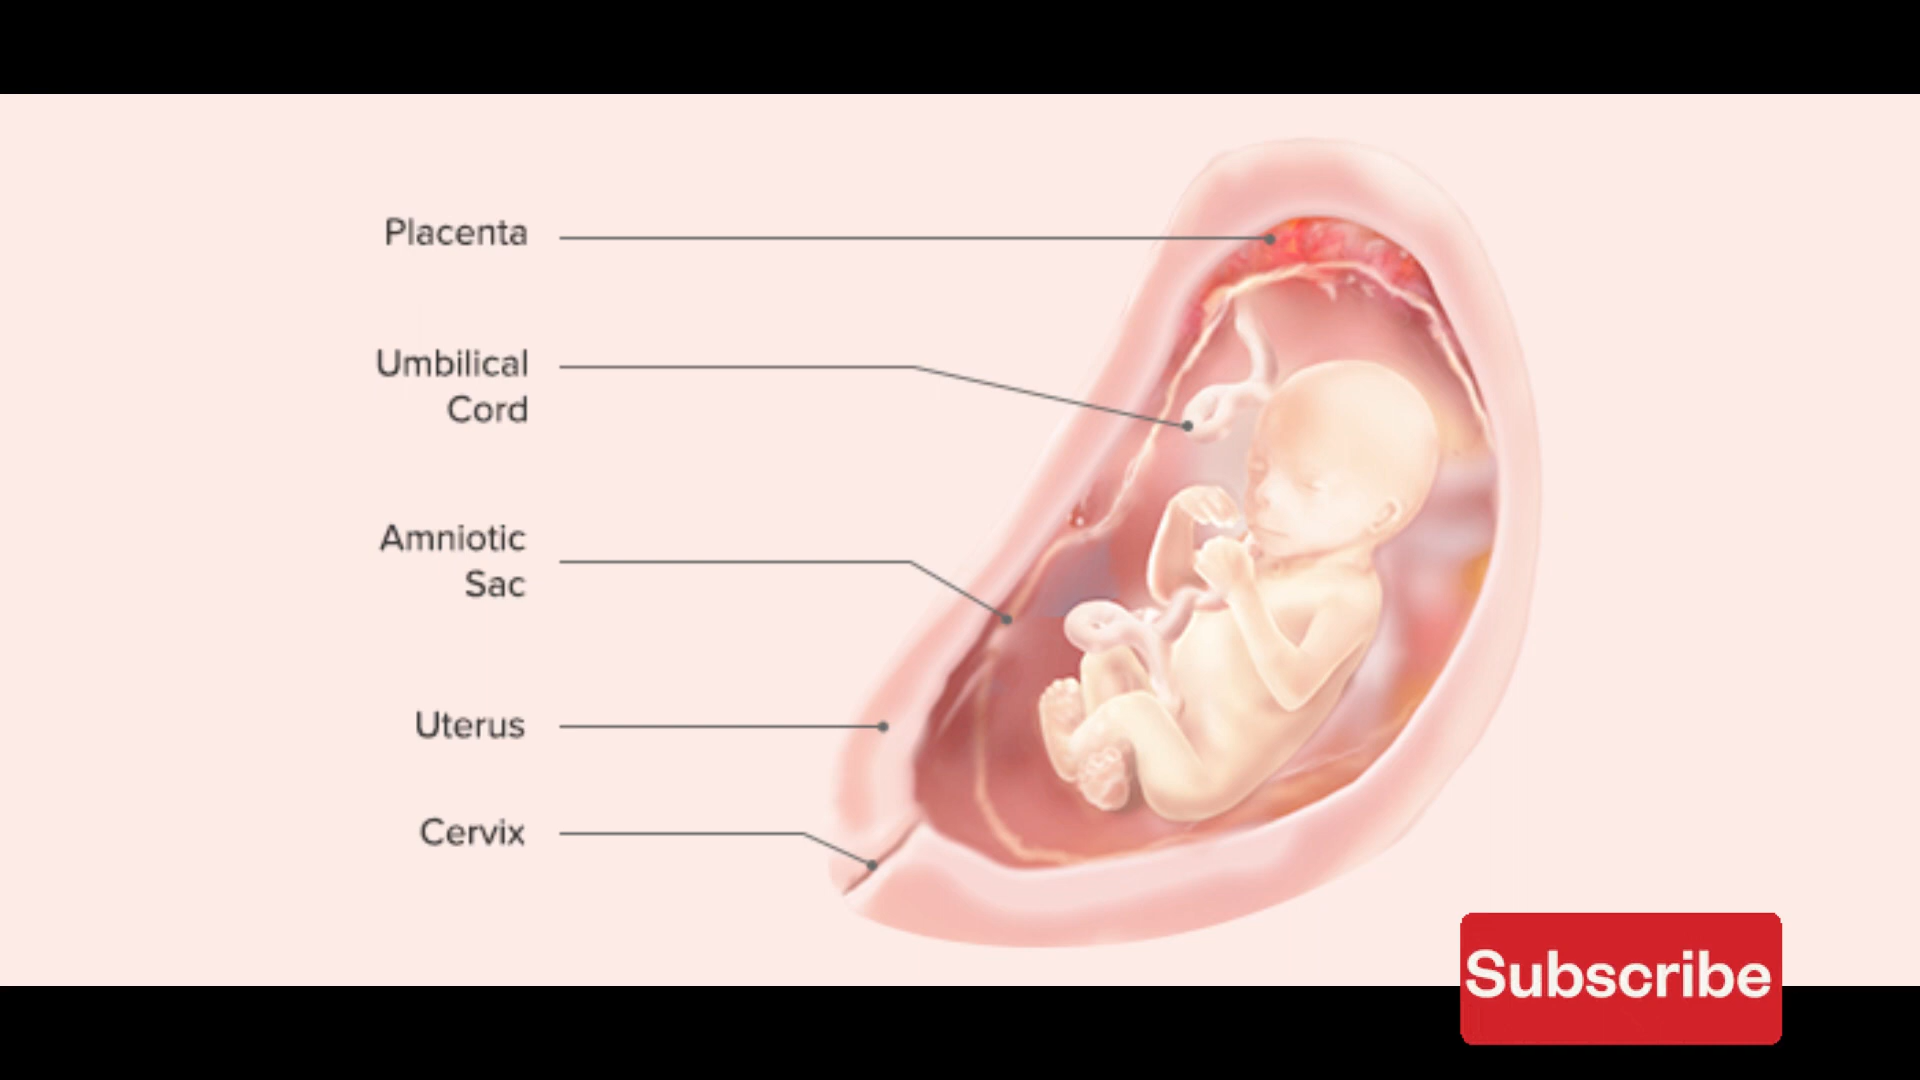 Placenta
Umbilical
Cord
Amniotic
Sac
Uterus
Cervix
Subscribe